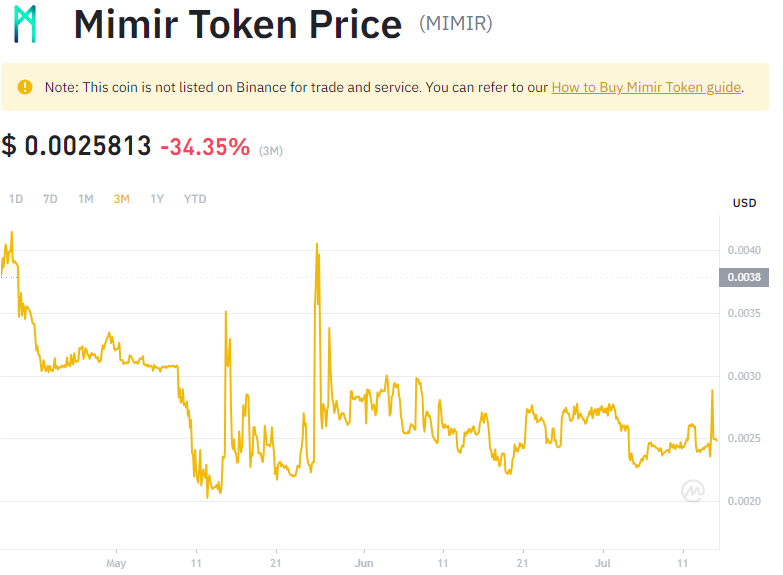 Mimir Token Price (MIMIR)
Note: This coin is not listed on Binance for trade and service. You can refer to our How to Buy Mimir Token guide.
$ 0.0025813 -34.35% (3M)
1D 7D 1M 3M 1Y YTD
USD
0.0040
0.0038
0.0035
0.0030
0.0025
0.0020
May 11 21 Jun 11 21 Jul 11